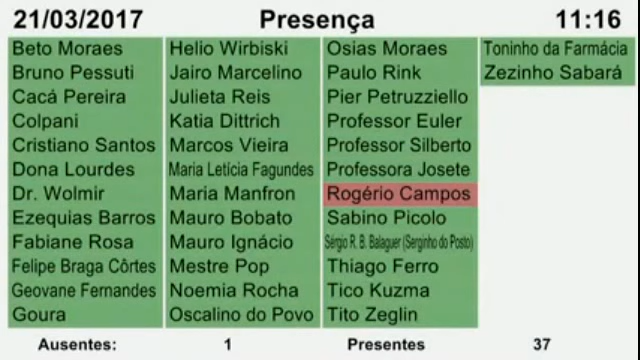 21/03/2017 Presença 11:16
Beto Moraes
Bruno Pessuti
Cacá Pereira
Colpani
Cristiano Santos
Dona Lourdes
Dr. Wolmir
Ezequias Barros
Fabiane Rosa
Felipe Braga Côrtes
Geovane Fernandes
Goura
Helio Wirbiski
Jairo Marcelino
Julieta Reis
Katia Dittrich
Marcos Vieira
Maria Letícia Fagundes
Maria Manfron
Mauro Bobato
Mauro Ignácio
Mestre Pop
Noemia Rocha
Oscalino do Povo
Osias Moraes
Paulo Rink
Pier Petruzziello
Professor Euler
Professor Silberto
Professora Josete
Rogério Campos
Sabino Picolo
Sérgio R. B. Balaguer (Serginho do Posto)
Thiago Ferro
Tico Kuzma
Tito Zeglin
Toninho da Farmácia
Zezinho Sabará
Ausentes: 1 Presentes 37